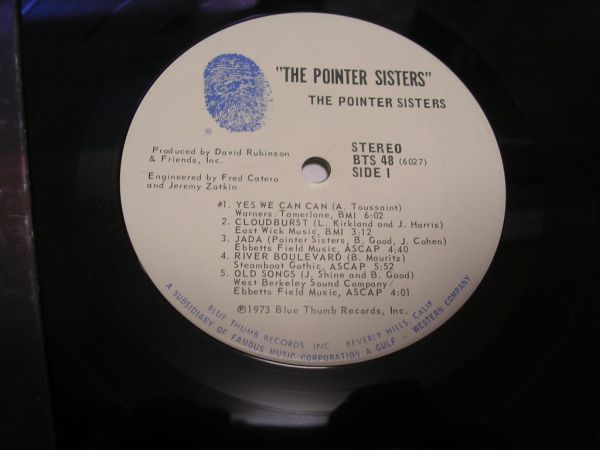 "THE POINTER SISTERS"
THE POINTER SISTERS
Produced by David Rubinson
& Friends, Inc.
Engineered by Fred Catero
and Jeremy Zatkin
STEREO
BTS 48 (6027)
SIDE 1
1. YES WE CAN CAN (A. Toussaint)
Warners/Tamerlane, BMI 6:02
2. CLOUDBURST (L. Kirkland and J. Harris)
East Wick Music, BMI 3:12
3. JADA (Pointer Sisters, B. Good, J. Cohen)
Ebbetts Field Music, ASCAP 4:40
4. RIVER BOULEVARD (B. Mauritz)
Steamboat Gothic, ASCAP 5:52
5. OLD SONGS (J. Shine and B. Good)
West Berkeley Sound Company/
Ebbetts Field Music, ASCAP 4:01
℗1973 Blue Thumb Records, Inc.
BLUE THUMB RECORDS INC BEVERLY HILLS CALIF.
A SUBSIDIARY OF FAMOUS MUSIC CORPORATION A GULF + WESTERN COMPANY